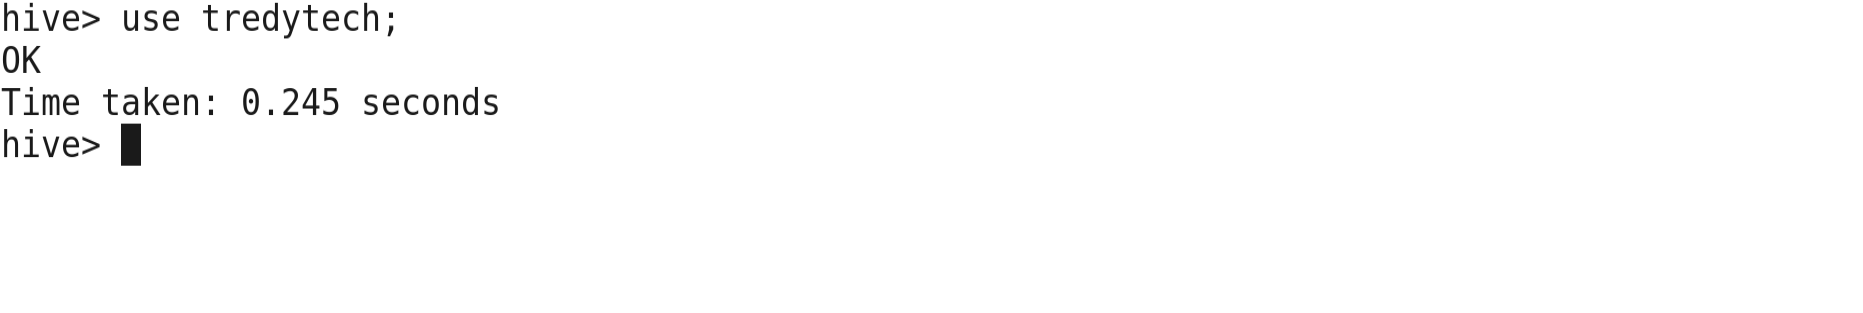 hive> use tredytech;
OK
Time taken: 0.245 seconds
hive>